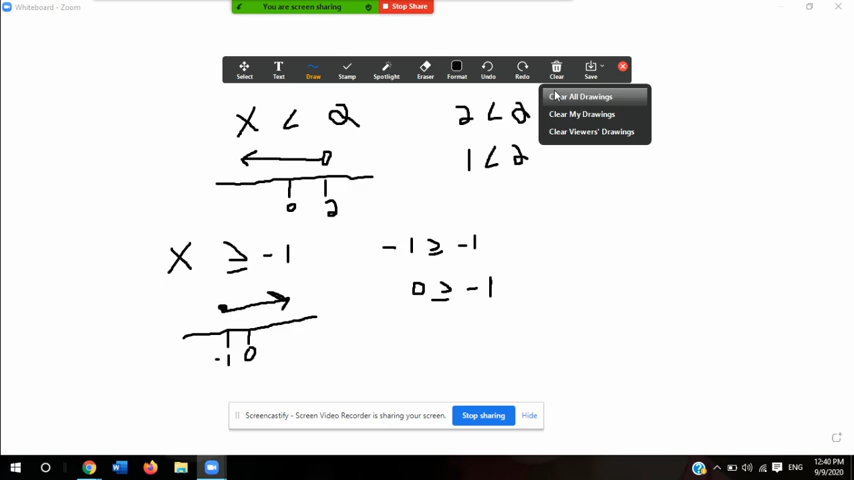 Whiteboard - Zoom
You are screen sharing
Stop Share
Select Text Draw Stamp Spotlight Eraser Format Undo Redo Clear Save
Clear All Drawings
Clear My Drawings
Clear Viewers' Drawings
x < 2
2 < 2
1 < 2
0 2
x ≥ -1
-1 ≥ -1
0 ≥ -1
-1 0
Screencastify - Screen Video Recorder is sharing your screen.
Stop sharing
Hide
ENG
12:40 PM
9/9/2020